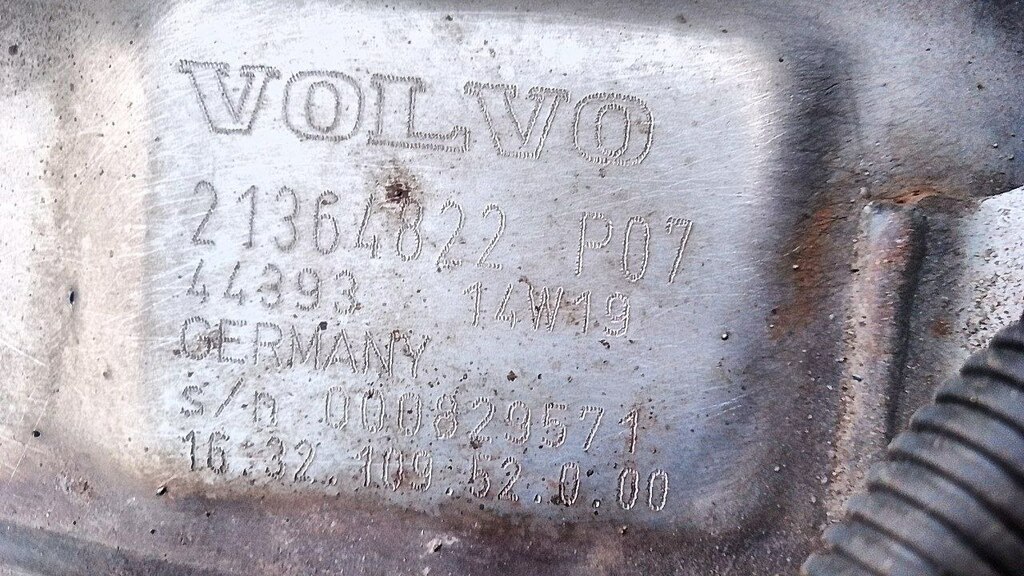 VOLVO
21364822 P07
44393 14W19
GERMANY
s/n 000829571
16.32.109.52.0.00